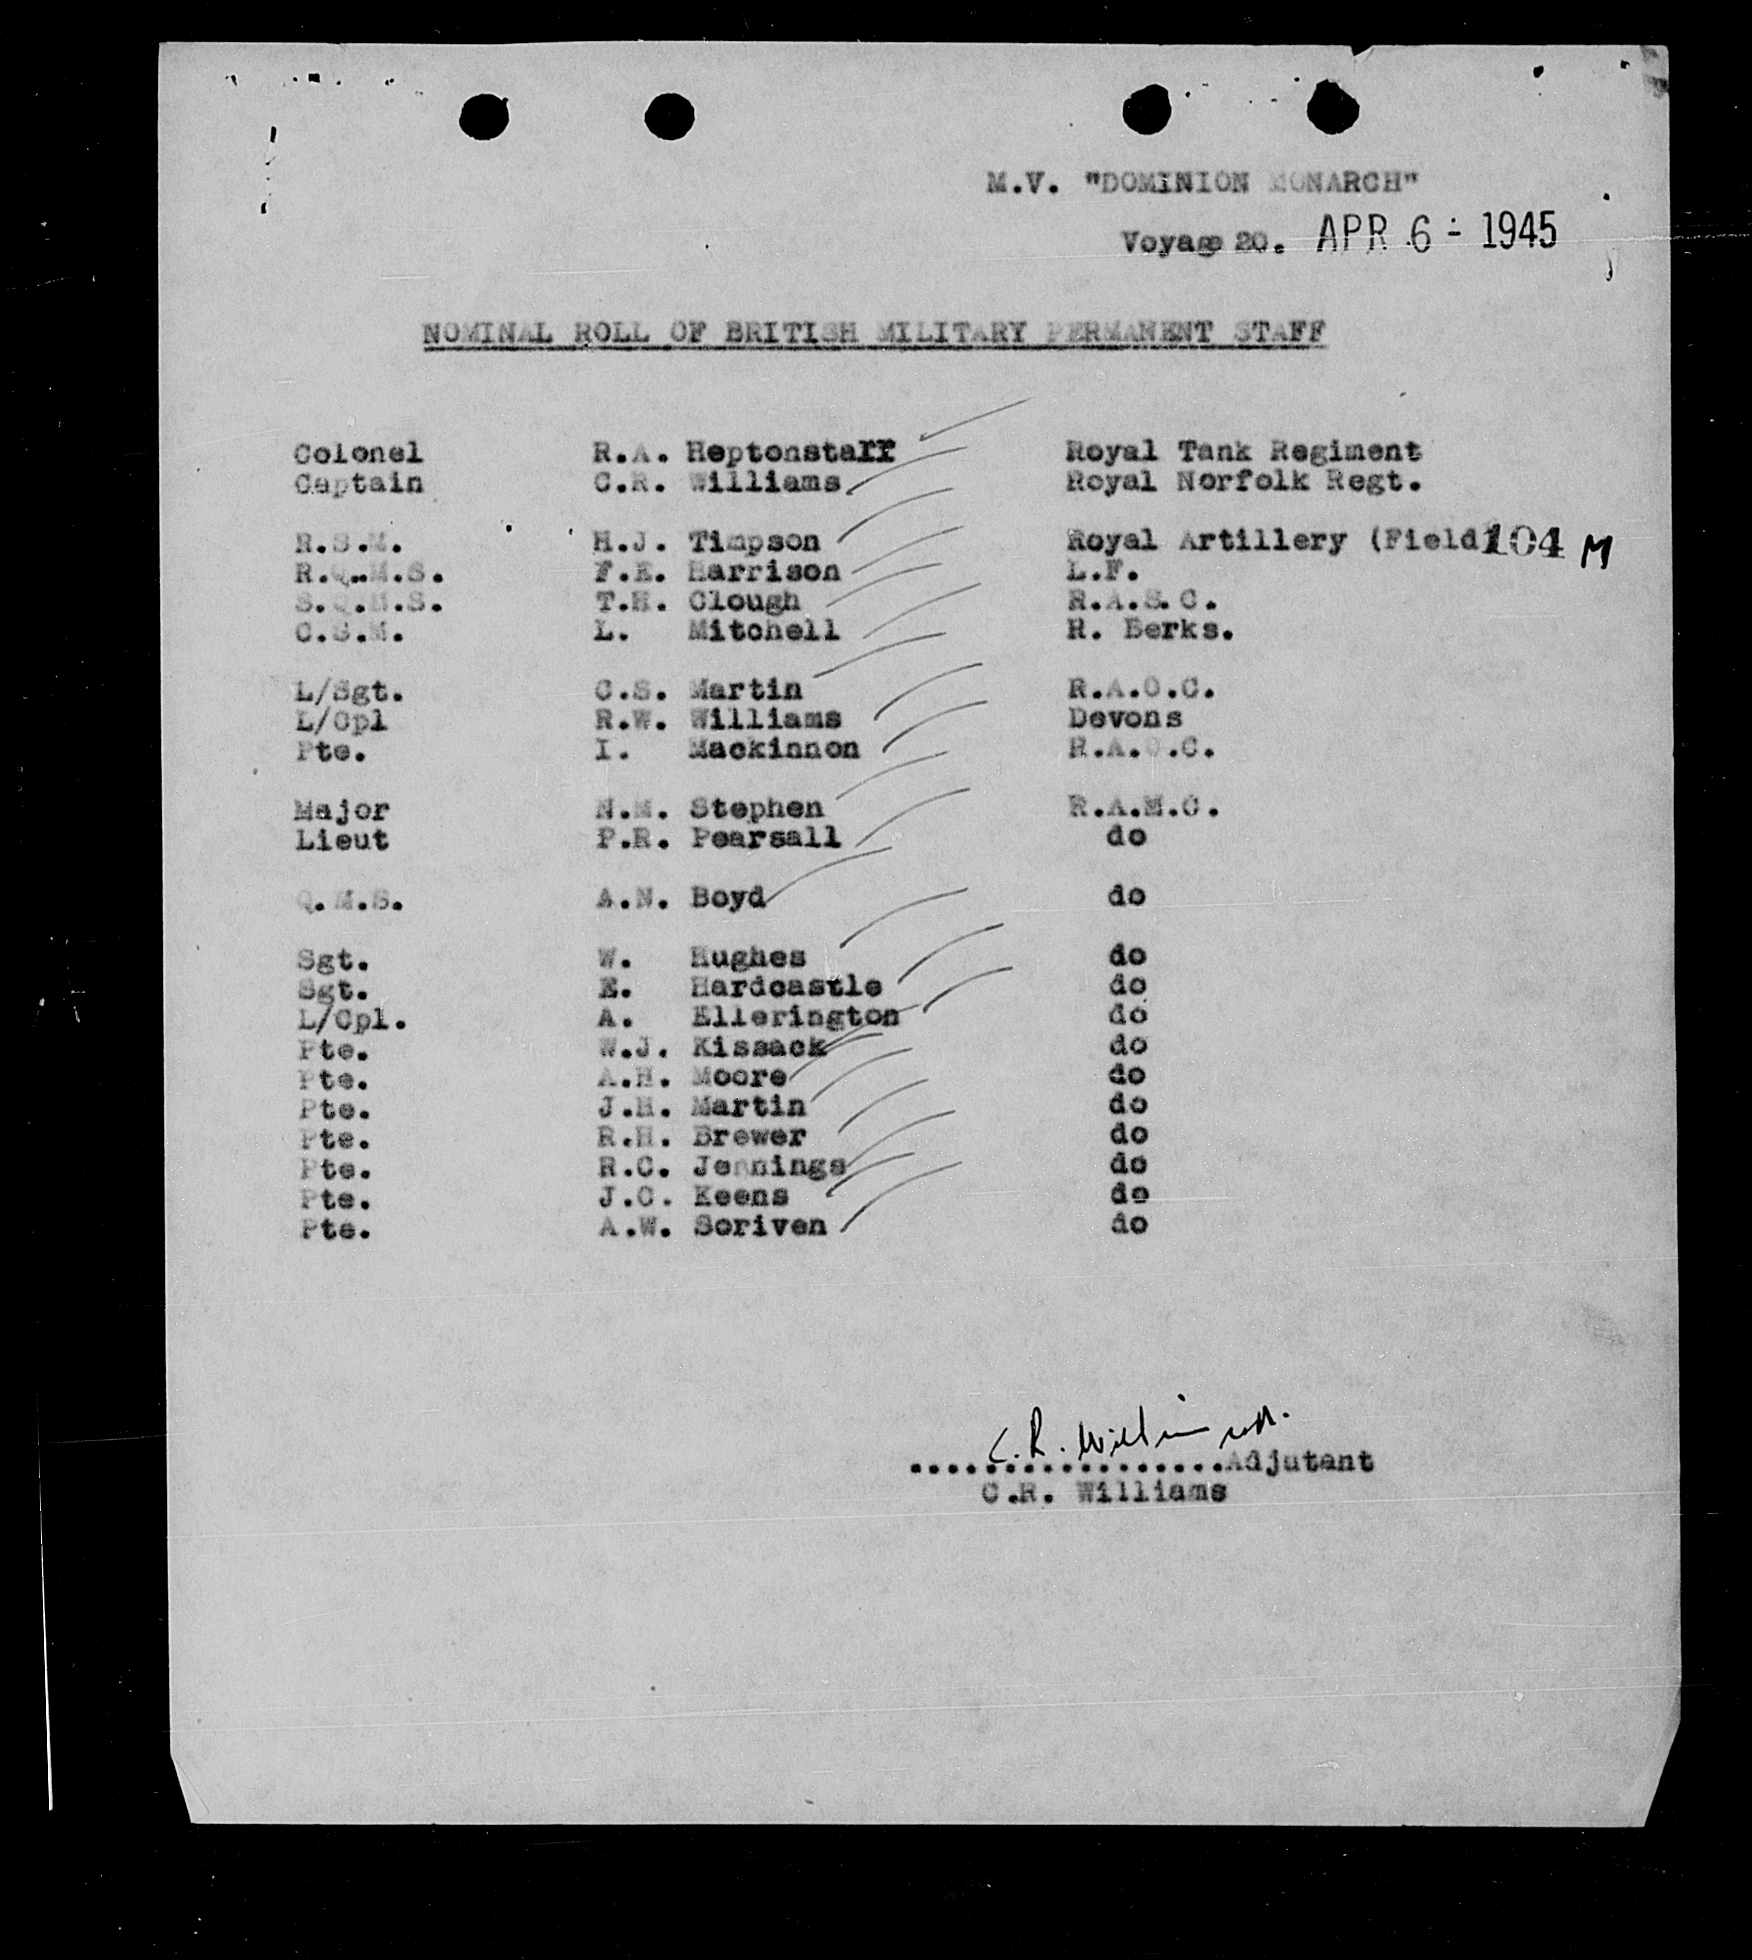 M.V. "DOMINION MONARCH"
Voyage 20. APR 6 - 1945
NOMINAL ROLL OF BRITISH MILITARY PERMANENT STAFF
Colonel R.A. Heptonstall Royal Tank Regiment
Captain C.R. Williams Royal Norfolk Regt.
R.S.M. H.J. Timpson Royal Artillery (Field) 104 M
R.Q.M.S. F.E. Harrison L.F.
S.Q.M.S. T.H. Clough R.A.S.C.
C.S.M. L. Mitchell R. Berks.
L/Sgt. C.S. Martin R.A.O.C.
L/Cpl R.W. Williams Devons
Pte. I. Mackinnon R.A.O.C.
Major N.M. Stephen R.A.M.C.
Lieut P.R. Pearsall do
Q.M.S. A.N. Boyd do
Sgt. W. Hughes do
Sgt. E. Hardcastle do
L/Cpl. A. Ellerington do
Pte. W.J. Kissack do
Pte. A.H. Moore do
Pte. J.H. Martin do
Pte. R.H. Brewer do
Pte. R.C. Jennings do
Pte. J.C. Keens do
Pte. A.W. Scriven do
C.R. Williams
..................Adjutant
C.R. Williams